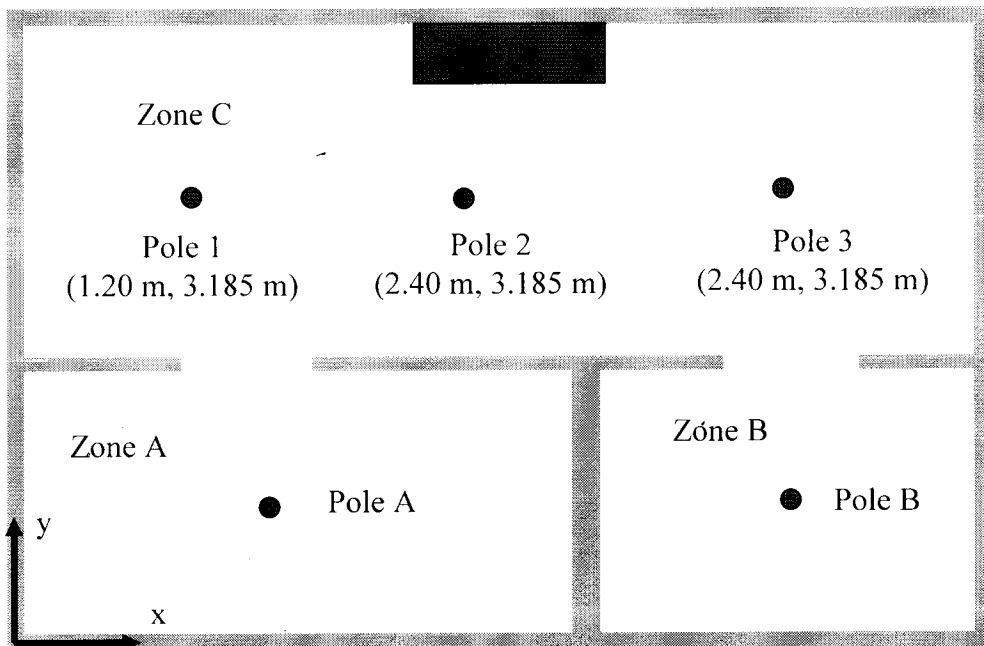 Zone C
Pole 1
(1.20 m, 3.185 m)
Pole 2
(2.40 m, 3.185 m)
Pole 3
(2.40 m, 3.185 m)
Zone A
Pole A
Zone B
Pole B
y
x